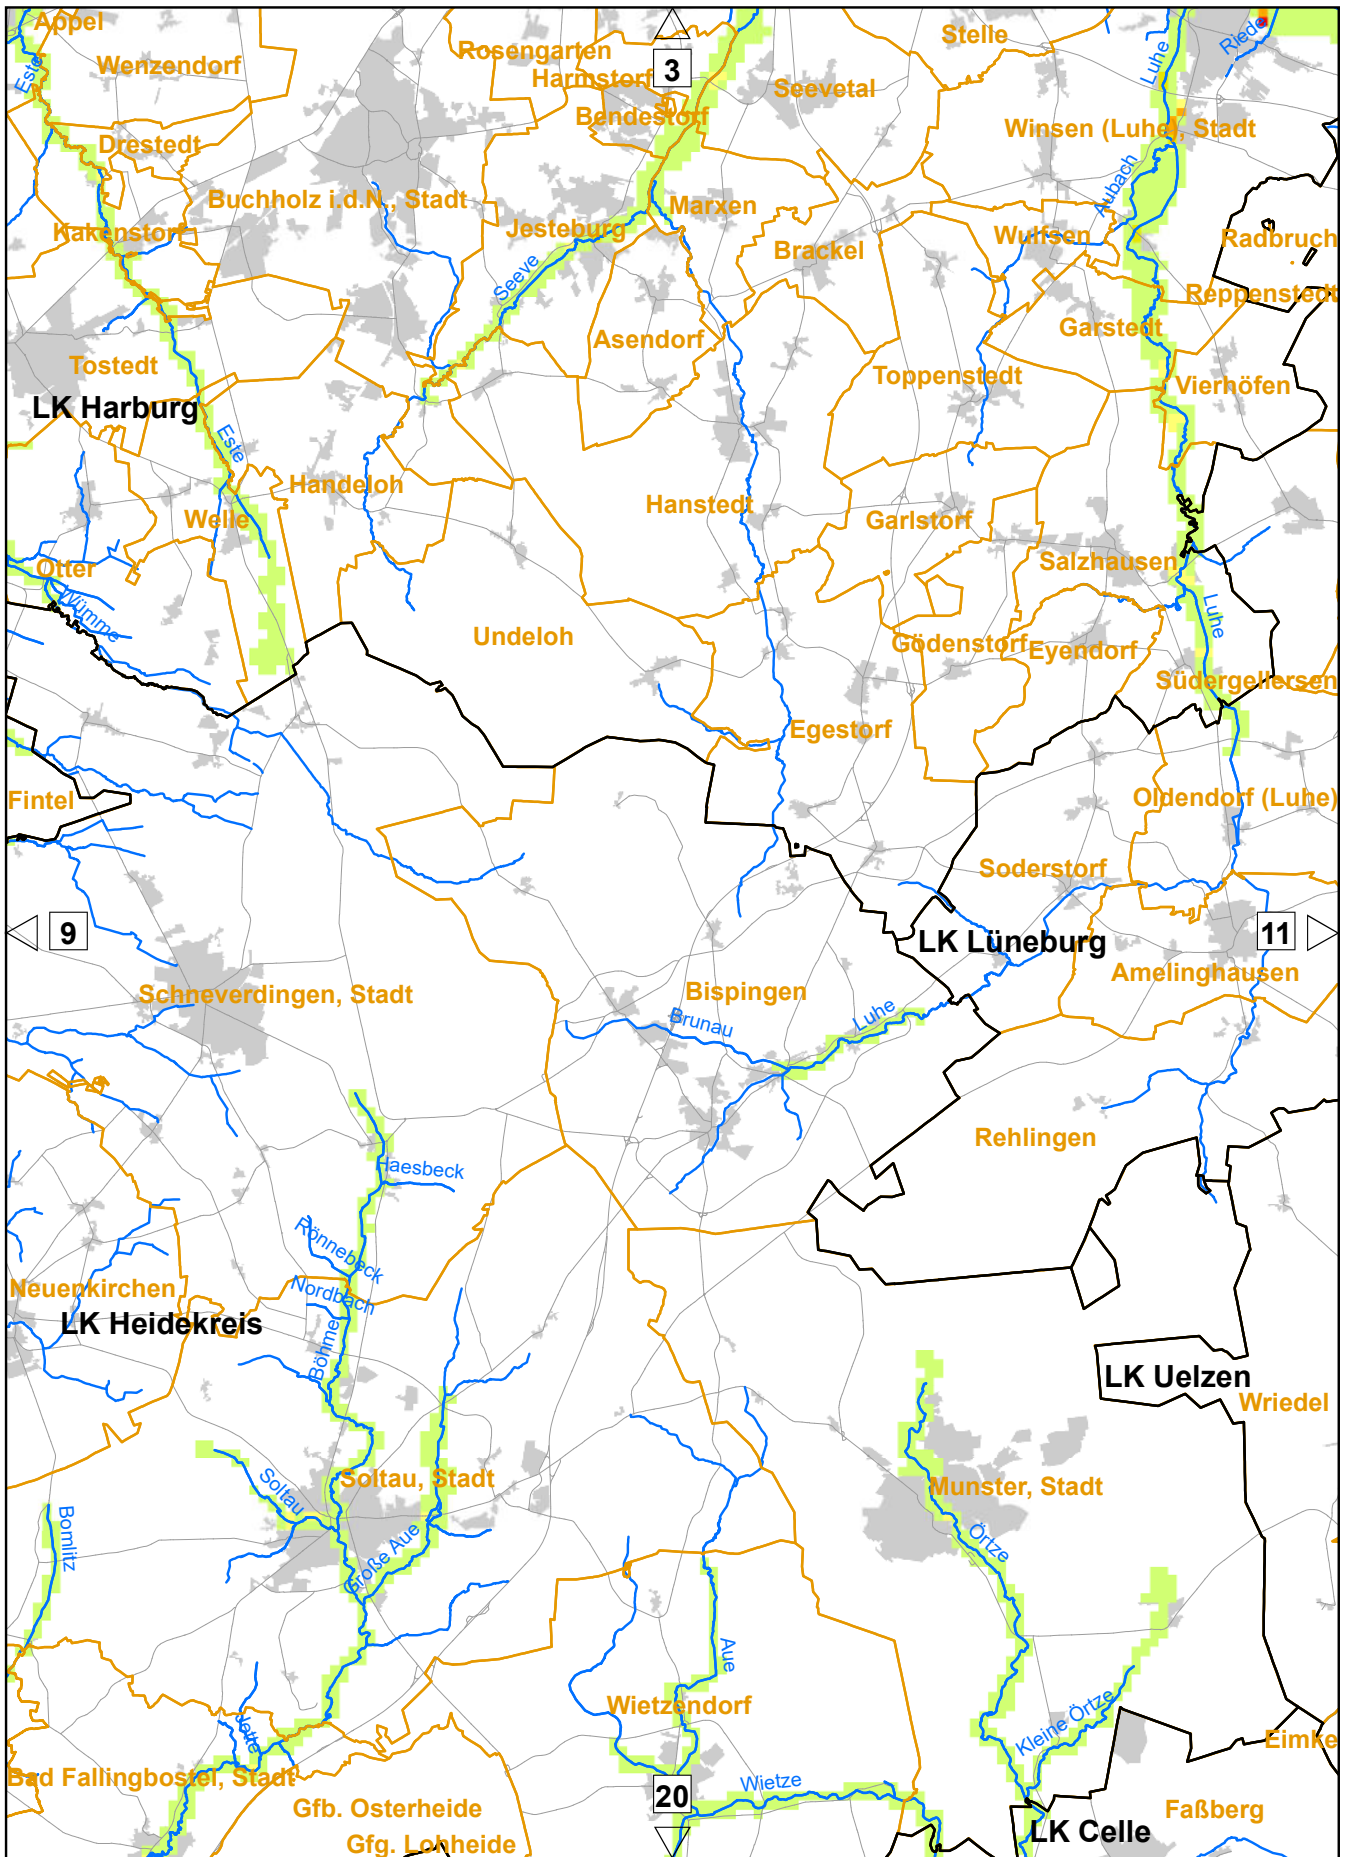 Appel
Wenzendorf
Rosengarten
Harmstorf
3
Stelle
Luhe
Riede
Este
Bendestorf
Seevetal
Winsen (Luhe), Stadt
Drestedt
Aubach
Buchholz i.d.N., Stadt
Jesteburg
Marxen
Kakenstorf
Brackel
Wulfsen
Radbruch
Seeve
Reppenstedt
Asendorf
Garstedt
Tostedt
Toppenstedt
Vierhöfen
LK Harburg
Este
Handeloh
Hanstedt
Welle
Garlstorf
Otter
Salzhausen
Wümme
Luhe
Undeloh
Gödenstorf
Eyendorf
Südergellersen
Egestorf
Fintel
Oldendorf (Luhe)
Soderstorf
9
LK Lüneburg
11
Amelinghausen
Schneverdingen, Stadt
Bispingen
Brunau
Luhe
Rehlingen
Haesbeck
Rönnebeck
Neuenkirchen
Nordbach
LK Heidekreis
Böhme
LK Uelzen
Wriedel
Soltau
Soltau, Stadt
Munster, Stadt
Bomlitz
Große Aue
Örtze
Aue
Wietzendorf
Kleine Örtze
Jette
Eimke
Bad Fallingbostel, Stadt
Wietze
20
Gfb. Osterheide
Faßberg
Gfg. Lohheide
LK Celle